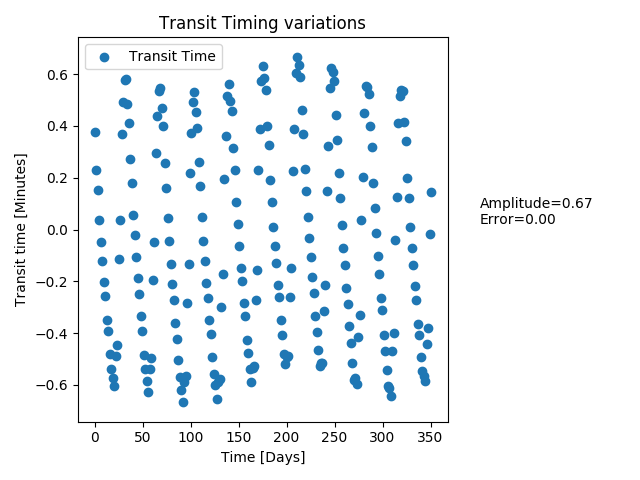 Transit Timing variations
Transit Time
Transit time [Minutes]
0.6
0.4
0.2
0.0
−0.2
−0.4
−0.6
0 50 100 150 200 250 300 350
Time [Days]
Amplitude=0.67
Error=0.00